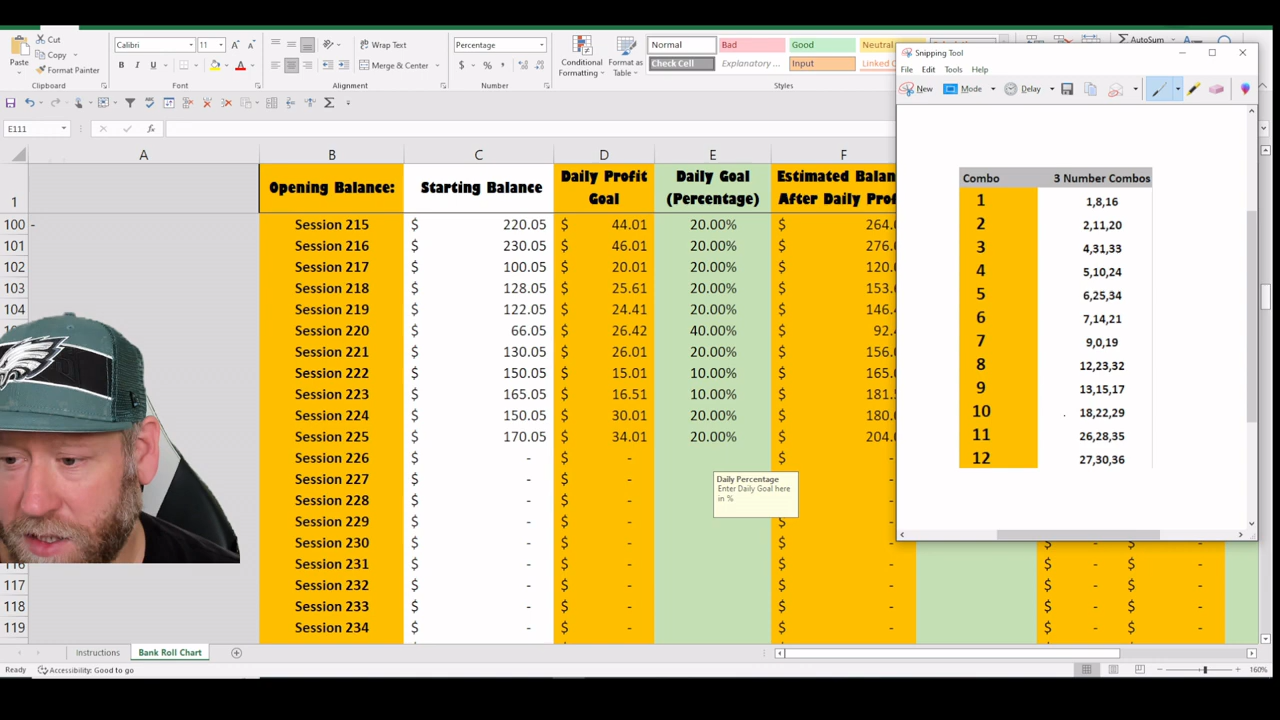 Cut
Copy
Format Painter
Paste
Clipboard
Calibri
11
B I U
Font
Wrap Text
Merge & Center
Alignment
Percentage
$ % ,
Number
Conditional Formatting
Format as Table
Normal
Bad
Good
Neutral
Check Cell
Explanatory ...
Input
Linked C
Styles
AutoSum
E111
fx
A B C D E F
1 Opening Balance: Starting Balance Daily Profit Goal Daily Goal (Percentage) Estimated Balan
After Daily Prof
100 - Session 215 $ 220.05 $ 44.01 20.00% $ 264.
101 Session 216 $ 230.05 $ 46.01 20.00% $ 276.
102 Session 217 $ 100.05 $ 20.01 20.00% $ 120.
103 Session 218 $ 128.05 $ 25.61 20.00% $ 153.
104 Session 219 $ 122.05 $ 24.41 20.00% $ 146.
Session 220 $ 66.05 $ 26.42 40.00% $ 92.
Session 221 $ 130.05 $ 26.01 20.00% $ 156.
Session 222 $ 150.05 $ 15.01 10.00% $ 165.
Session 223 $ 165.05 $ 16.51 10.00% $ 181.
Session 224 $ 150.05 $ 30.01 20.00% $ 180.
Session 225 $ 170.05 $ 34.01 20.00% $ 204.
Session 226 $ - $ - $ -
Session 227 $ - $ -
Session 228 $ - $ -
Session 229 $ - $ - $ -
Session 230 $ - $ - $ - $ - $ -
Session 231 $ - $ - $ - $ - $ -
117 Session 232 $ - $ - $ - $ - $ -
118 Session 233 $ - $ - $ - $ - $ -
119 Session 234 $ - $ - $ - $ - $ -
Daily Percentage
Enter Daily Goal here
in %
Snipping Tool
File Edit Tools Help
New Mode Delay
Combo 3 Number Combos
1 1,8,16
2 2,11,20
3 4,31,33
4 5,10,24
5 6,25,34
6 7,14,21
7 9,0,19
8 12,23,32
9 13,15,17
10 18,22,29
11 26,28,35
12 27,30,36
Instructions
Bank Roll Chart
Ready
Accessibility: Good to go
160%